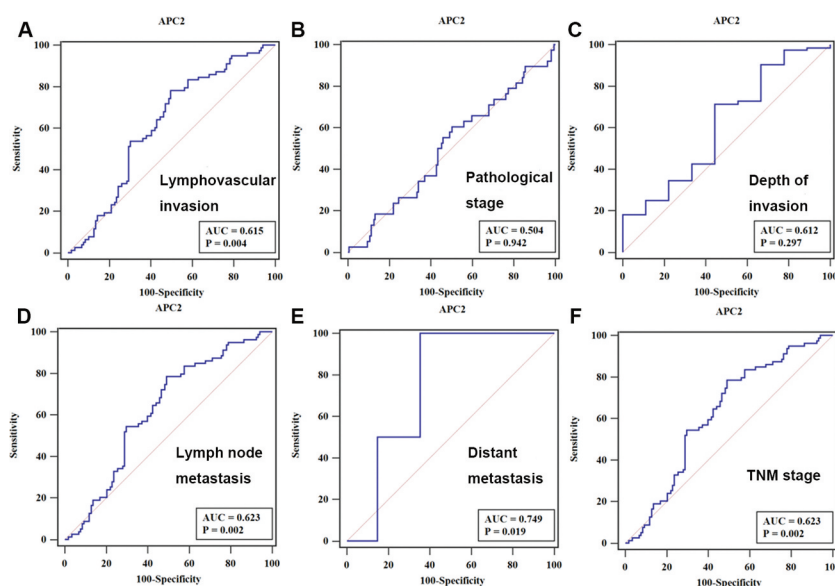 APC2
A
100
80
60
40
20
0
Sensitivity
Lymphovascular
invasion
AUC = 0.615
P = 0.004
0 20 40 60 80 100
100-Specificity
APC2
B
100
80
60
40
20
0
Sensitivity
Pathological
stage
AUC = 0.504
P = 0.942
0 20 40 60 80 100
100-Specificity
APC2
C
100
80
60
40
20
0
Sensitivity
Depth of
invasion
AUC = 0.612
P = 0.297
0 20 40 60 80 100
100-Specificity
APC2
D
100
80
60
40
20
0
Sensitivity
Lymph node
metastasis
AUC = 0.623
P = 0.002
0 20 40 60 80 100
100-Specificity
APC2
E
100
80
60
40
20
0
Sensitivity
Distant
metastasis
AUC = 0.749
P = 0.019
0 20 40 60 80 100
100-Specificity
APC2
F
100
80
60
40
20
0
Sensitivity
TNM stage
AUC = 0.623
P = 0.002
0 20 40 60 80 100
100-Specificity